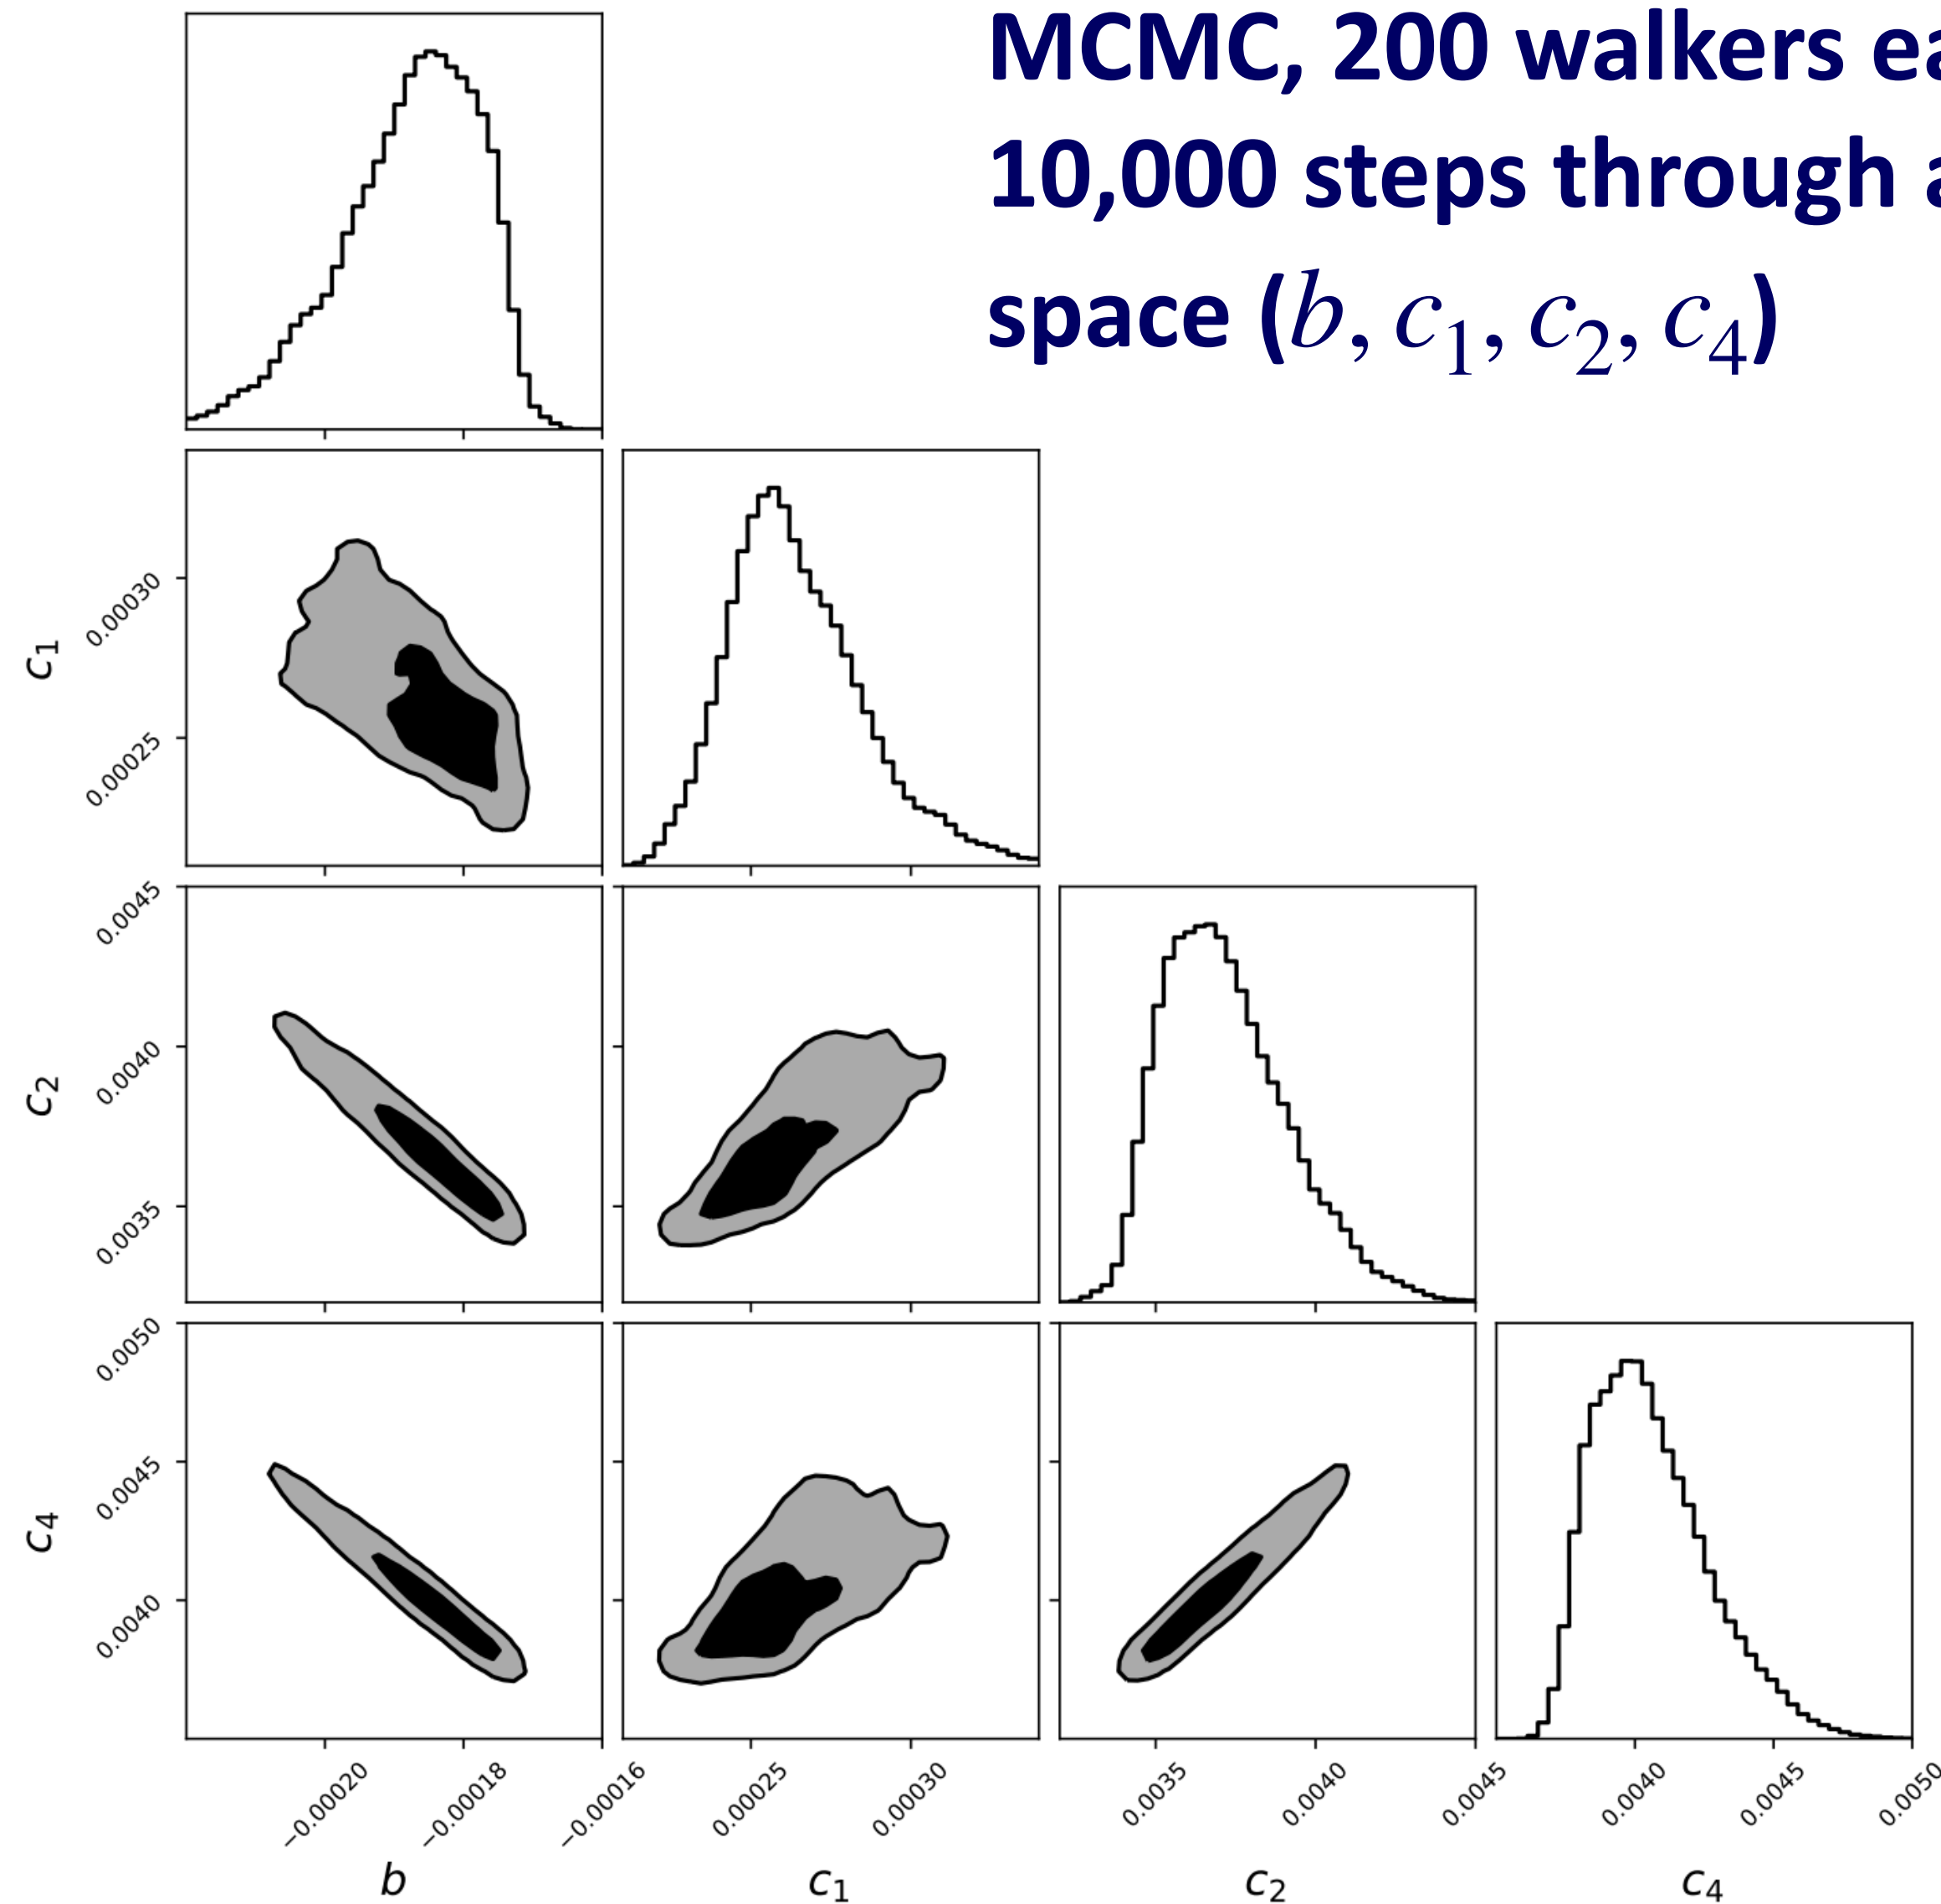 MCMC, 200 walkers ea
10,000 steps through a
space (b, c₁, c₂, c₄)
c₁
0.00030
0.00025
c₂
0.0045
0.0040
0.0035
c₄
0.0050
0.0045
0.0040
−0.00020
−0.00018
−0.00016
0.00025
0.00030
0.0035
0.0040
0.0045
0.0040
0.0045
0.0050
b
c₁
c₂
c₄